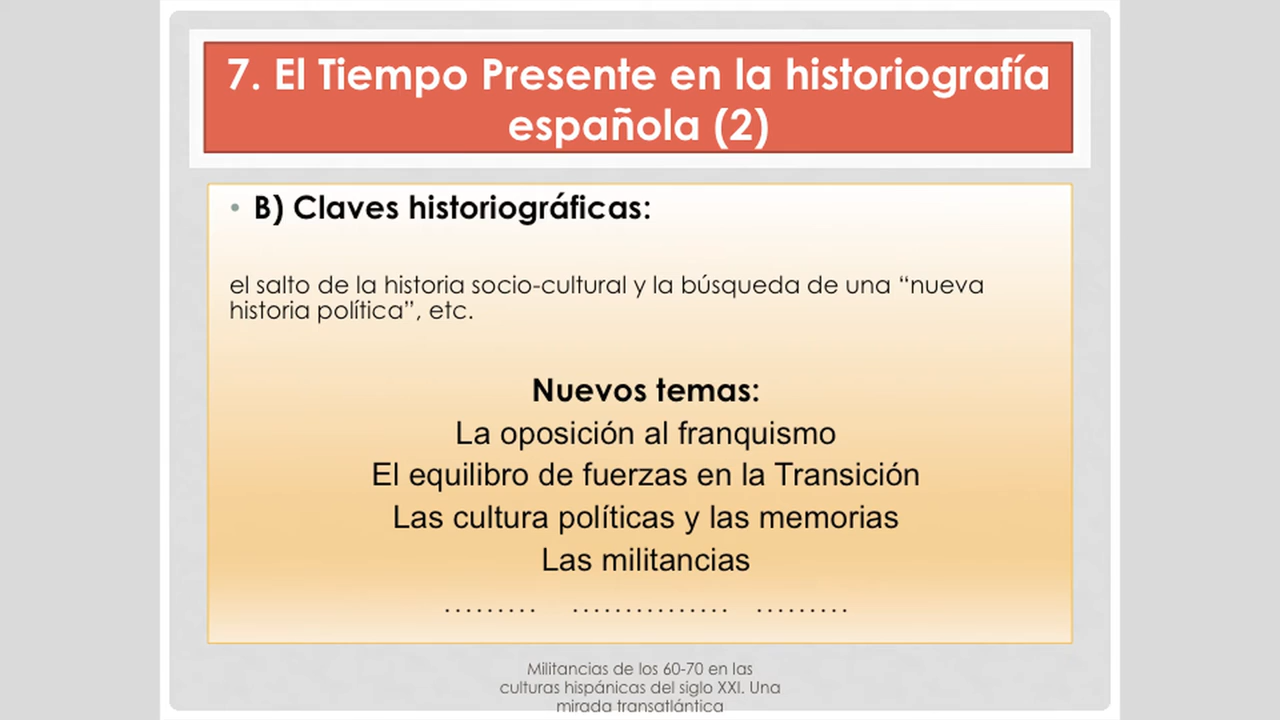 7. El Tiempo Presente en la historiografía
española (2)
• B) Claves historiográficas:
el salto de la historia socio-cultural y la búsqueda de una “nueva
historia política”, etc.
Nuevos temas:
La oposición al franquismo
El equilibro de fuerzas en la Transición
Las cultura políticas y las memorias
Las militancias
......... ............... .........
Militancias de los 60-70 en las
culturas hispánicas del siglo XXI. Una
mirada transatlántica